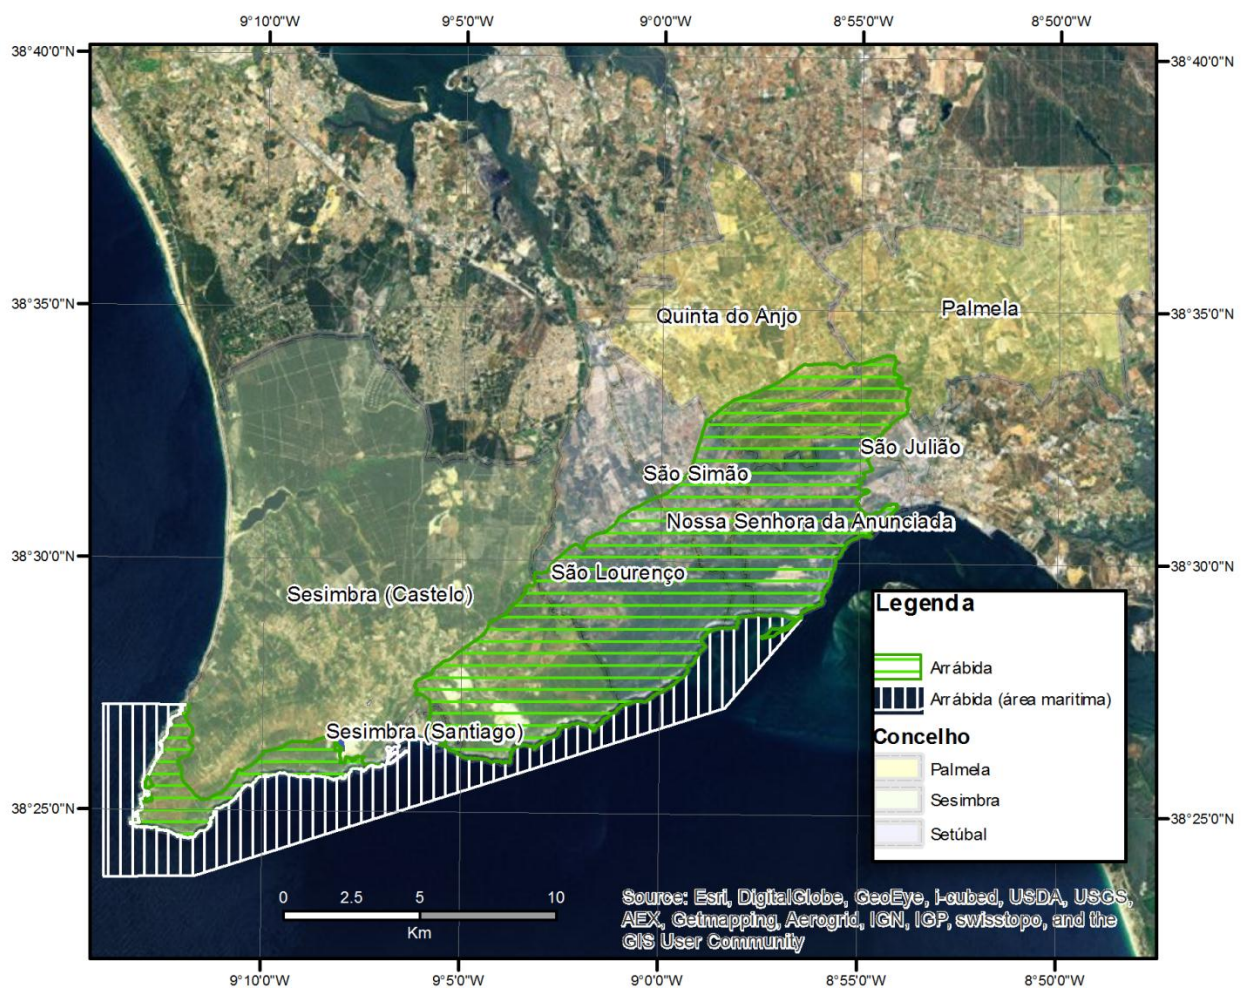 9°10'0"W 9°5'0"W 9°0'0"W 8°55'0"W 8°50'0"W
38°40'0"N 38°40'0"N
38°35'0"N 38°35'0"N
Quinta do Anjo Palmela
São Julião
São Simão
Nossa Senhora da Anunciada
38°30'0"N 38°30'0"N
São Lourenço
Sesimbra (Castelo)
Sesimbra (Santiago)
Legenda
Arrábida
Arrábida (área maritima)
Concelho
Palmela
Sesimbra
Setúbal
38°25'0"N 38°25'0"N
0 2.5 5 10
Km
Source: Esri, DigitalGlobe, GeoEye, i-cubed, USDA, USGS,
AEX, Getmapping, Aerogrid, IGN, IGP, swisstopo, and the
GIS User Community
9°10'0"W 9°5'0"W 9°0'0"W 8°55'0"W 8°50'0"W